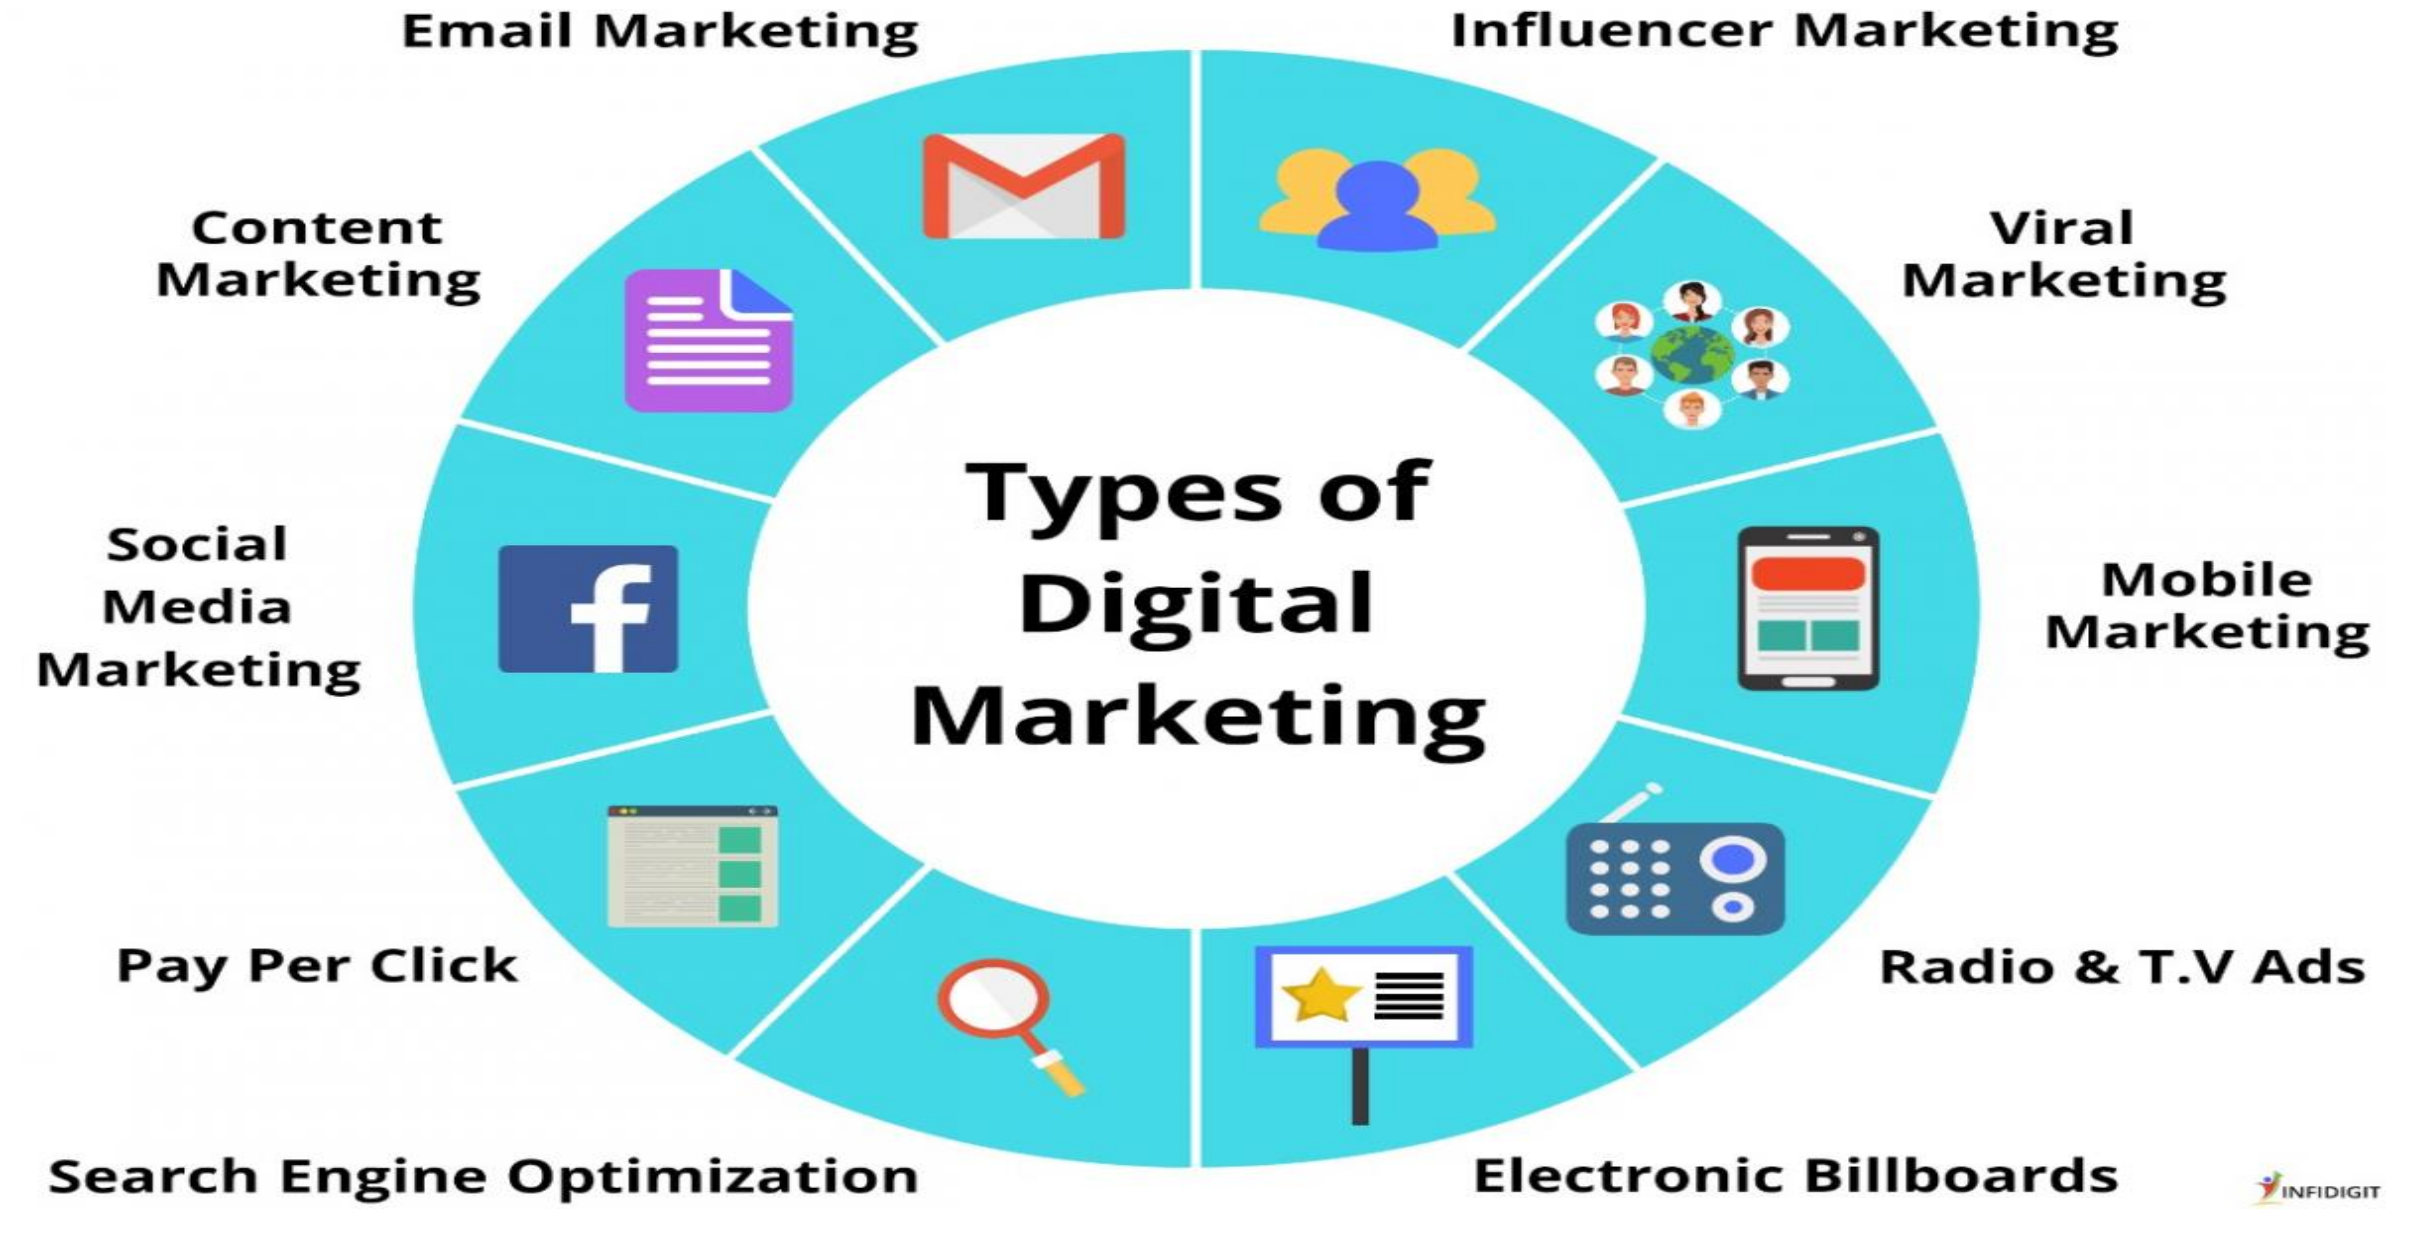 Email Marketing
Influencer Marketing
Content
Marketing
Viral
Marketing
Types of
Digital
Marketing
Social
Media
Marketing
Mobile
Marketing
Pay Per Click
Radio & T.V Ads
Search Engine Optimization
Electronic Billboards
INFIDIGIT